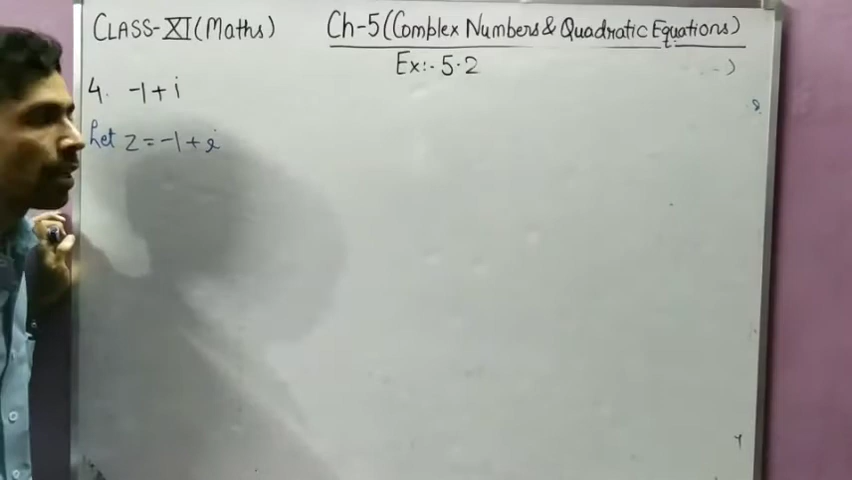 CLASS-XI(Maths)
Ch-5(Complex Numbers & Quadratic Equations)
Ex:- 5.2
4. -1+i
Let z=-1+i